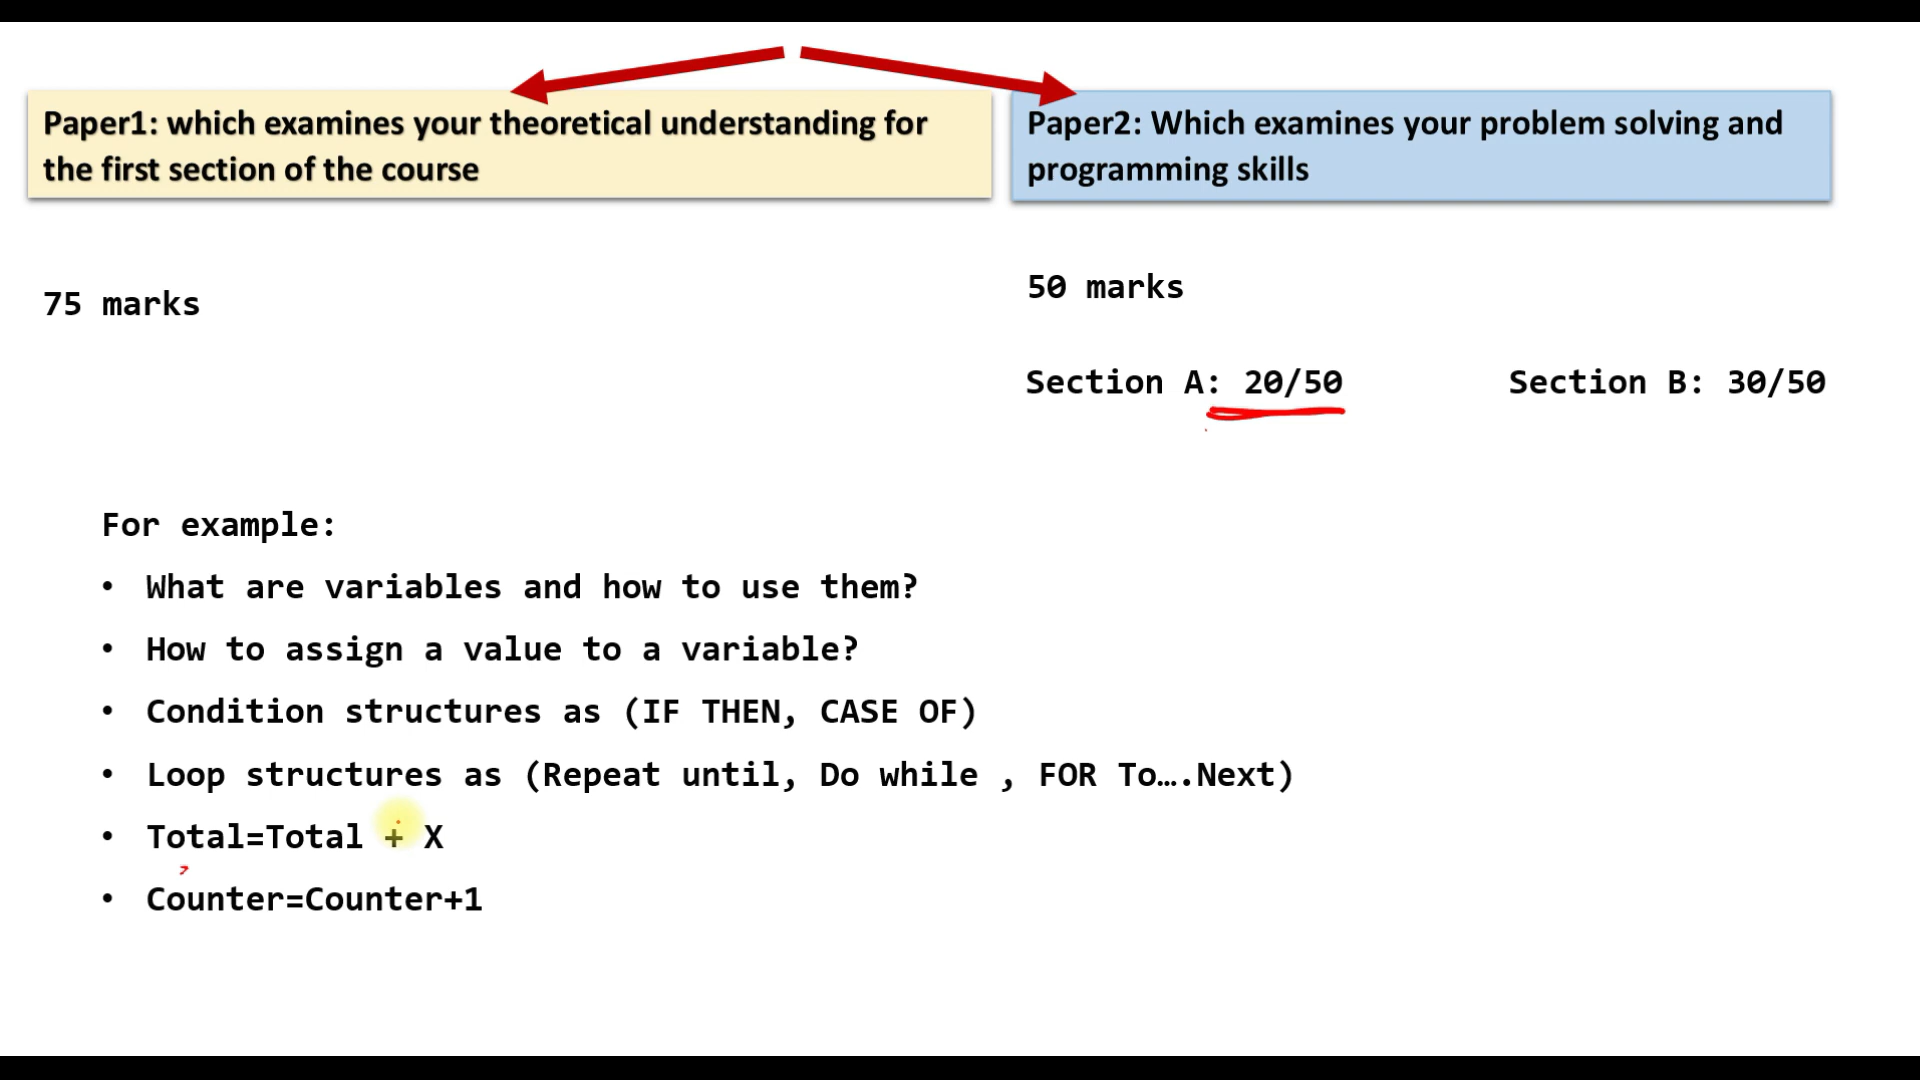 Paper1: which examines your theoretical understanding for
the first section of the course
Paper2: Which examines your problem solving and
programming skills
75 marks
50 marks
Section A: 20/50
Section B: 30/50
For example:
• What are variables and how to use them?
• How to assign a value to a variable?
• Condition structures as (IF THEN, CASE OF)
• Loop structures as (Repeat until, Do while , FOR To….Next)
• Total=Total + X
• Counter=Counter+1